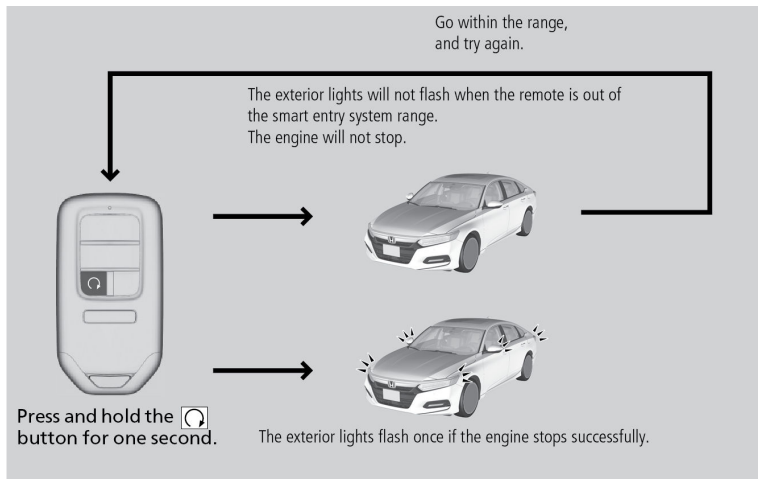 Go within the range,
and try again.
The exterior lights will not flash when the remote is out of
the smart entry system range.
The engine will not stop.
Press and hold the
button for one second.
The exterior lights flash once if the engine stops successfully.